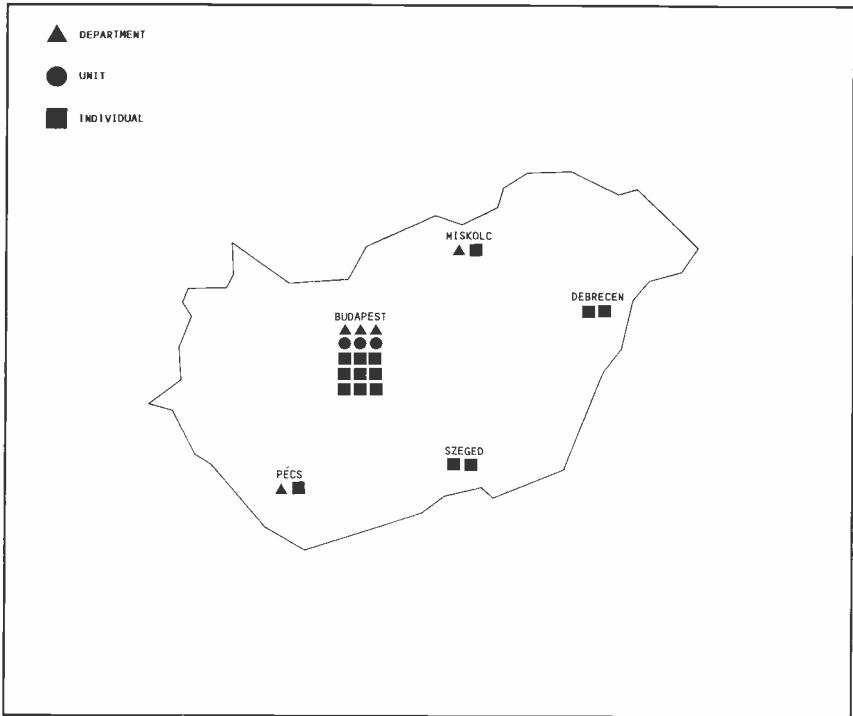 DEPARTMENT
UNIT
INDIVIDUAL
MISKOLC
DEBRECEN
BUDAPEST
SZEGED
PÉCS